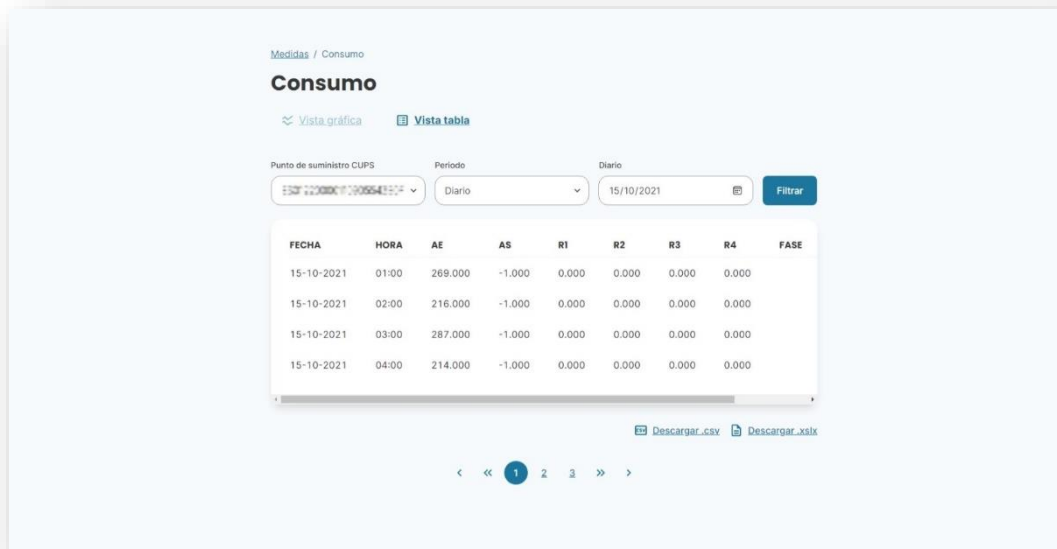 Medidas / Consumo
Consumo
Vista gráfica Vista tabla
Punto de suministro CUPS Periodo Diario
Diario 15/10/2021 Filtrar
FECHA HORA AE AS R1 R2 R3 R4 FASE
15-10-2021 01:00 269.000 -1.000 0.000 0.000 0.000 0.000
15-10-2021 02:00 216.000 -1.000 0.000 0.000 0.000 0.000
15-10-2021 03:00 287.000 -1.000 0.000 0.000 0.000 0.000
15-10-2021 04:00 214.000 -1.000 0.000 0.000 0.000 0.000
Descargar .csv Descargar .xslx
1 2 3